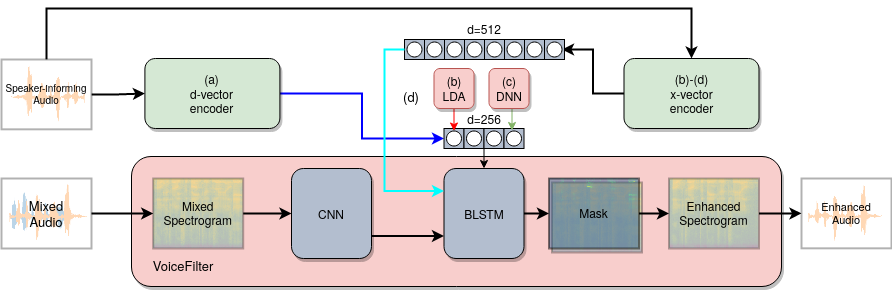 d=512
Speaker-Informing
Audio
(a)
d-vector
encoder
(b)
LDA
(c)
DNN
(d)
(b)-(d)
x-vector
encoder
d=256
Mixed
Audio
Mixed
Spectrogram
CNN
BLSTM
Mask
Enhanced
Spectrogram
Enhanced
Audio
VoiceFilter